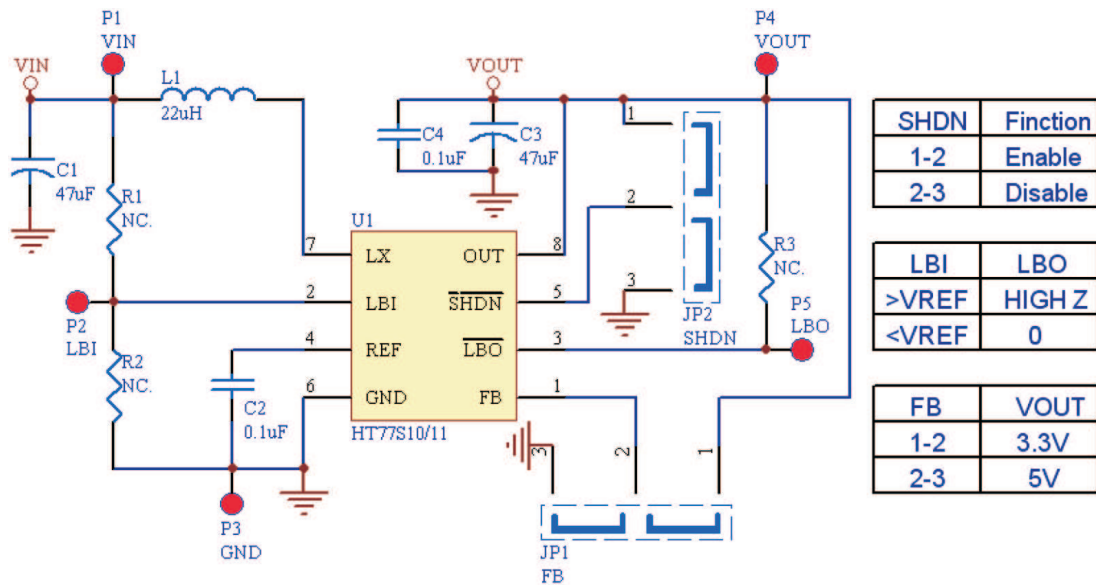 P1
VIN
P4
VOUT
VIN
L1
22uH
VOUT
C4
0.1uF
C3
47uF
1
C1
47uF
R1
NC.
2
R3
NC.
U1
7
LX
OUT
8
2
LBI
SHDN
5
3
P2
LBI
JP2
SHDN
P5
LBO
4
REF
LBO
3
R2
NC.
6
GND
FB
1
C2
0.1uF
HT77S10/11
3
2
1
P3
GND
JP1
FB
SHDN Finction
1-2 Enable
2-3 Disable
LBI LBO
>VREF HIGH Z
<VREF 0
FB VOUT
1-2 3.3V
2-3 5V